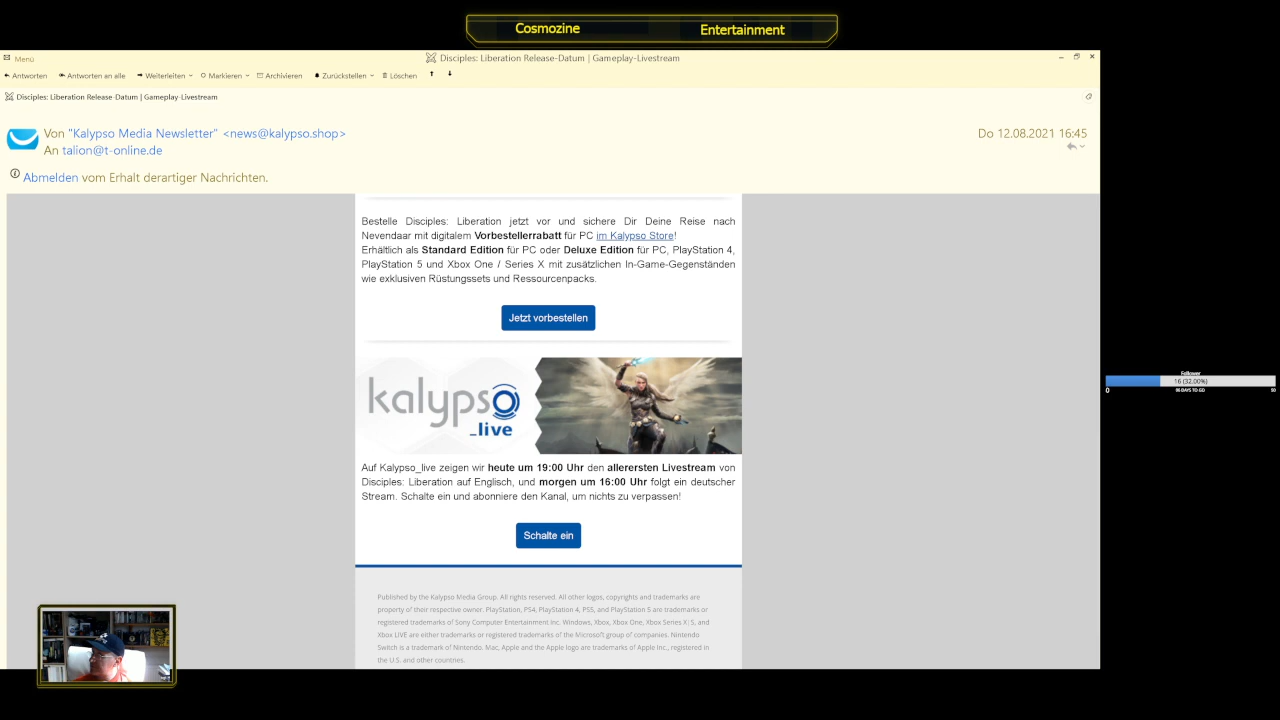 Cosmozine Entertainment
Menü
Disciples: Liberation Release-Datum | Gameplay-Livestream
Antworten Antworten an alle Weiterleiten Markieren Archivieren Zurückstellen Löschen
Disciples: Liberation Release-Datum | Gameplay-Livestream
Von "Kalypso Media Newsletter" <news@kalypso.shop>
Do 12.08.2021 16:45
An talion@t-online.de
Abmelden vom Erhalt derartiger Nachrichten.
Bestelle Disciples: Liberation jetzt vor und sichere Dir Deine Reise nach
Nevendaar mit digitalem Vorbestellerrabatt für PC im Kalypso Store!
Erhältlich als Standard Edition für PC oder Deluxe Edition für PC, PlayStation 4,
PlayStation 5 und Xbox One / Series X mit zusätzlichen In-Game-Gegenständen
wie exklusiven Rüstungssets und Ressourcenpacks.
Jetzt vorbestellen
kalypso
_live
Auf Kalypso_live zeigen wir heute um 19:00 Uhr den allerersten Livestream von
Disciples: Liberation auf Englisch, und morgen um 16:00 Uhr folgt ein deutscher
Stream. Schalte ein und abonniere den Kanal, um nichts zu verpassen!
Schalte ein
Published by the Kalypso Media Group. All rights reserved. All other logos, copyrights and trademarks are
property of their respective owner. PlayStation, PS4, PlayStation 4, PS5, and PlayStation 5 are trademarks or
registered trademarks of Sony Computer Entertainment Inc. Windows, Xbox, Xbox One, Xbox Series X|S, and
Xbox LIVE are either trademarks or registered trademarks of the Microsoft group of companies. Nintendo
Switch is a trademark of Nintendo. Mac, Apple and the Apple logo are trademarks of Apple Inc., registered in
the U.S. and other countries.
Follower
16 (32.00%)
0 DAYS TO GO 50